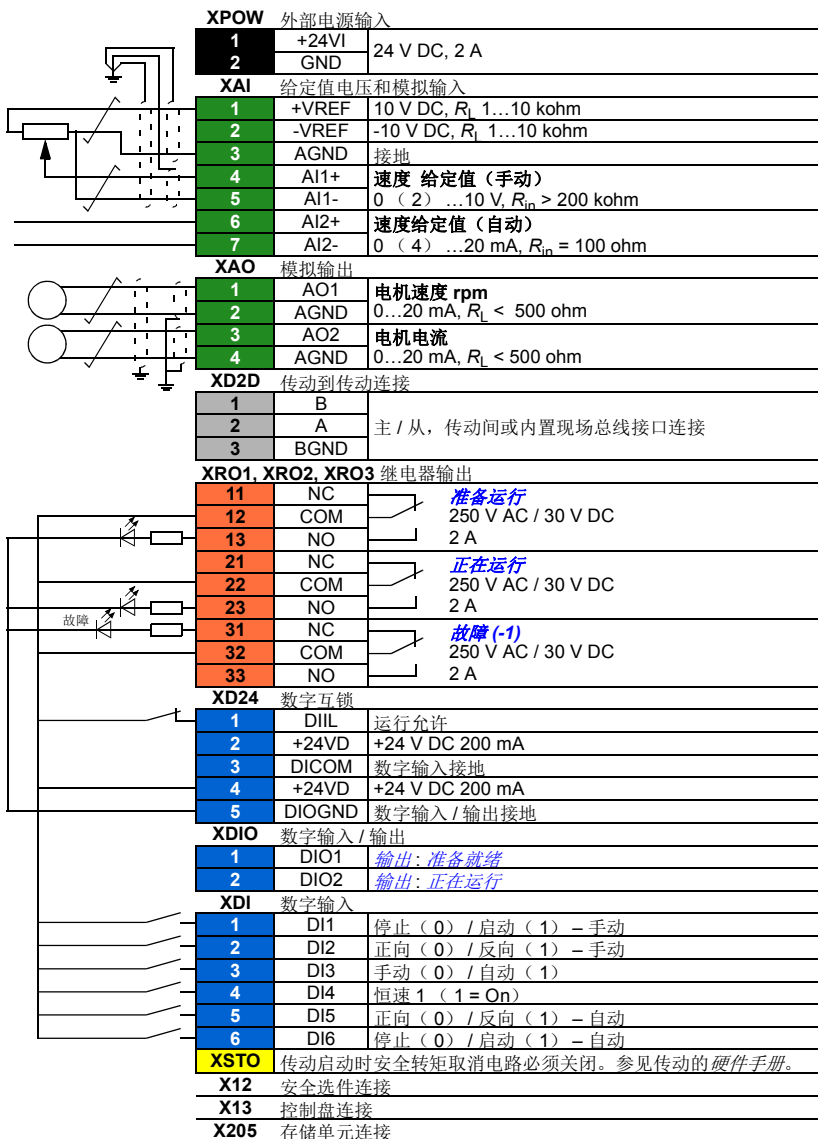 XPOW 外部电源输入
1 +24VI 24 V DC, 2 A
2 GND
XAI 给定值电压和模拟输入
1 +VREF 10 V DC, RL 1…10 kohm
2 -VREF -10 V DC, RL 1…10 kohm
3 AGND 接地
4 AI1+ 速度 给定值（手动）
5 AI1- 0 （ 2） …10 V, Rin > 200 kohm
6 AI2+ 速度给定值（自动）
7 AI2- 0 （ 4） …20 mA, Rin = 100 ohm
XAO 模拟输出
1 AO1 电机速度 rpm
2 AGND 0…20 mA, RL < 500 ohm
3 AO2 电机电流
4 AGND 0…20 mA, RL < 500 ohm
XD2D 传动到传动连接
1 B
2 A 主 / 从，传动间或内置现场总线接口连接
3 BGND
XRO1, XRO2, XRO3 继电器输出
11 NC 准备运行
12 COM 250 V AC / 30 V DC
13 NO 2 A
21 NC 正在运行
22 COM 250 V AC / 30 V DC
23 NO 2 A
故障
31 NC 故障 (-1)
32 COM 250 V AC / 30 V DC
33 NO 2 A
XD24 数字互锁
1 DIIL 运行允许
2 +24VD +24 V DC 200 mA
3 DICOM 数字输入接地
4 +24VD +24 V DC 200 mA
5 DIOGND 数字输入 / 输出接地
XDIO 数字输入 / 输出
1 DIO1 输出: 准备就绪
2 DIO2 输出: 正在运行
XDI 数字输入
1 DI1 停止（ 0）/ 启动（ 1） – 手动
2 DI2 正向（ 0）/ 反向（ 1） – 手动
3 DI3 手动（ 0）/ 自动（ 1）
4 DI4 恒速 1 （ 1 = On）
5 DI5 正向（ 0）/ 反向（ 1） – 自动
6 DI6 停止（ 0）/ 启动（ 1） – 自动
XSTO 传动启动时安全转矩取消电路必须关闭。参见传动的硬件手册。
X12 安全选件连接
X13 控制盘连接
X205 存储单元连接